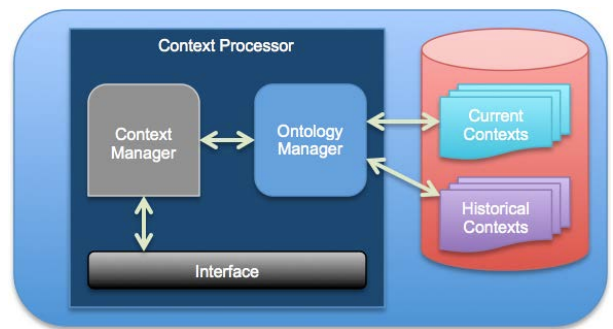 Context Processor
Context
Manager
Ontology
Manager
Current
Contexts
Historical
Contexts
Interface